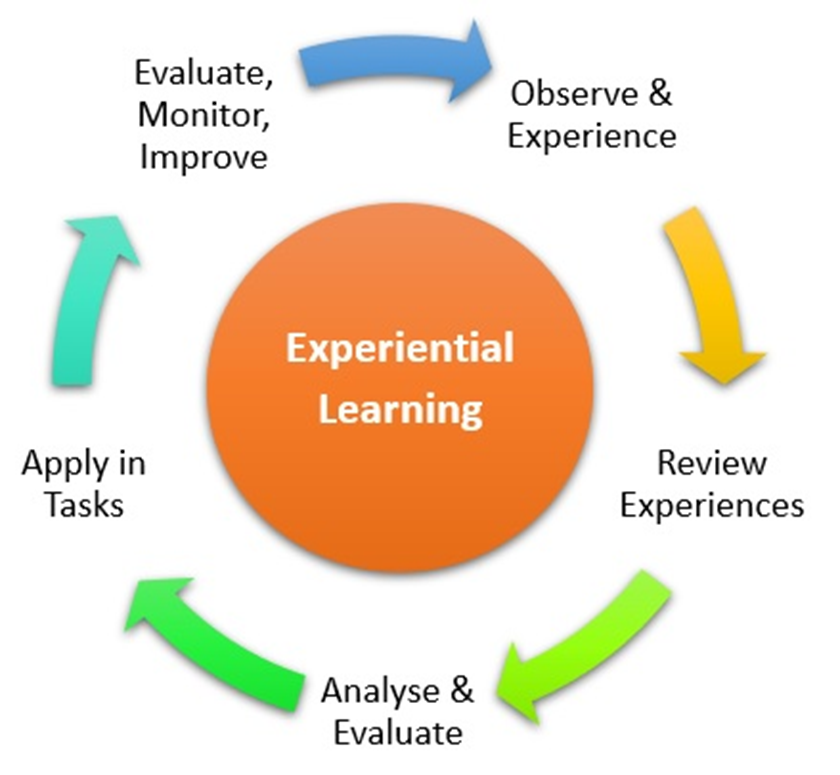 Evaluate,
Monitor,
Improve
Observe &
Experience
Experiential
Learning
Apply in
Tasks
Review
Experiences
Analyse &
Evaluate